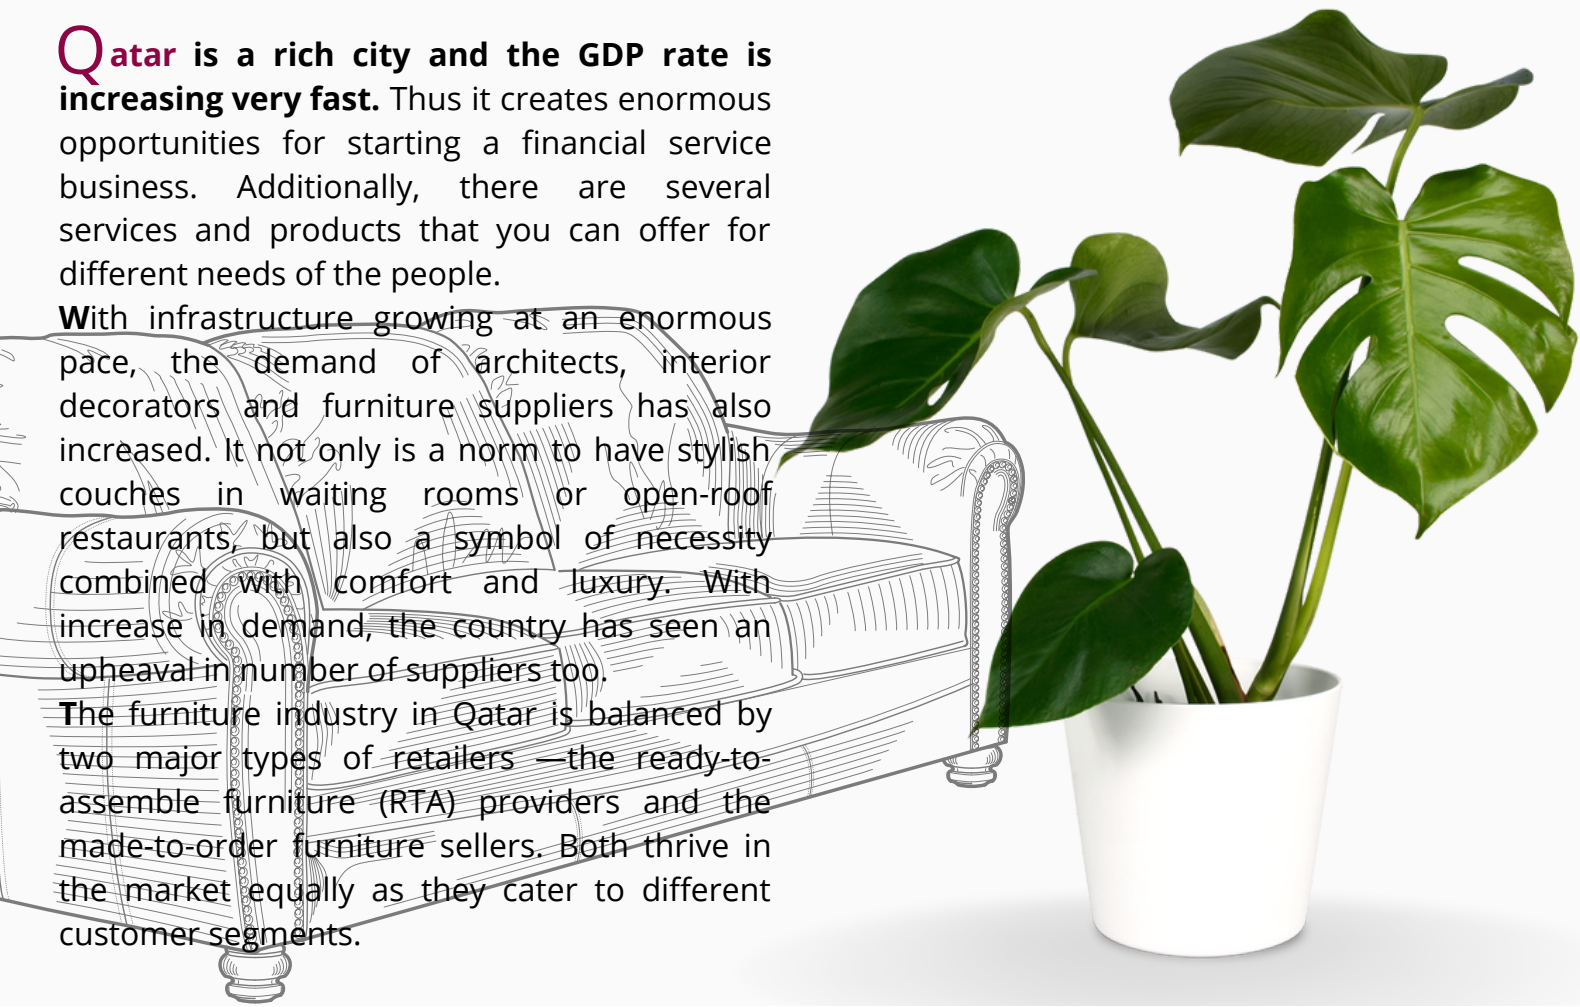 Qatar is a rich city and the GDP rate is
increasing very fast. Thus it creates enormous
opportunities for starting a financial service
business. Additionally, there are several
services and products that you can offer for
different needs of the people.
With infrastructure growing at an enormous
pace, the demand of architects, interior
decorators and furniture suppliers has also
increased. It not only is a norm to have stylish
couches in waiting rooms or open-roof
restaurants, but also a symbol of necessity
combined with comfort and luxury. With
increase in demand, the country has seen an
upheaval in number of suppliers too.
The furniture industry in Qatar is balanced by
two major types of retailers —the ready-to-
assemble furniture (RTA) providers and the
made-to-order furniture sellers. Both thrive in
the market equally as they cater to different
customer segments.